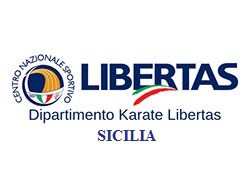 CENTRO NAZIONALE SPORTIVO
LIBERTAS
Dipartimento Karate Libertas
SICILIA